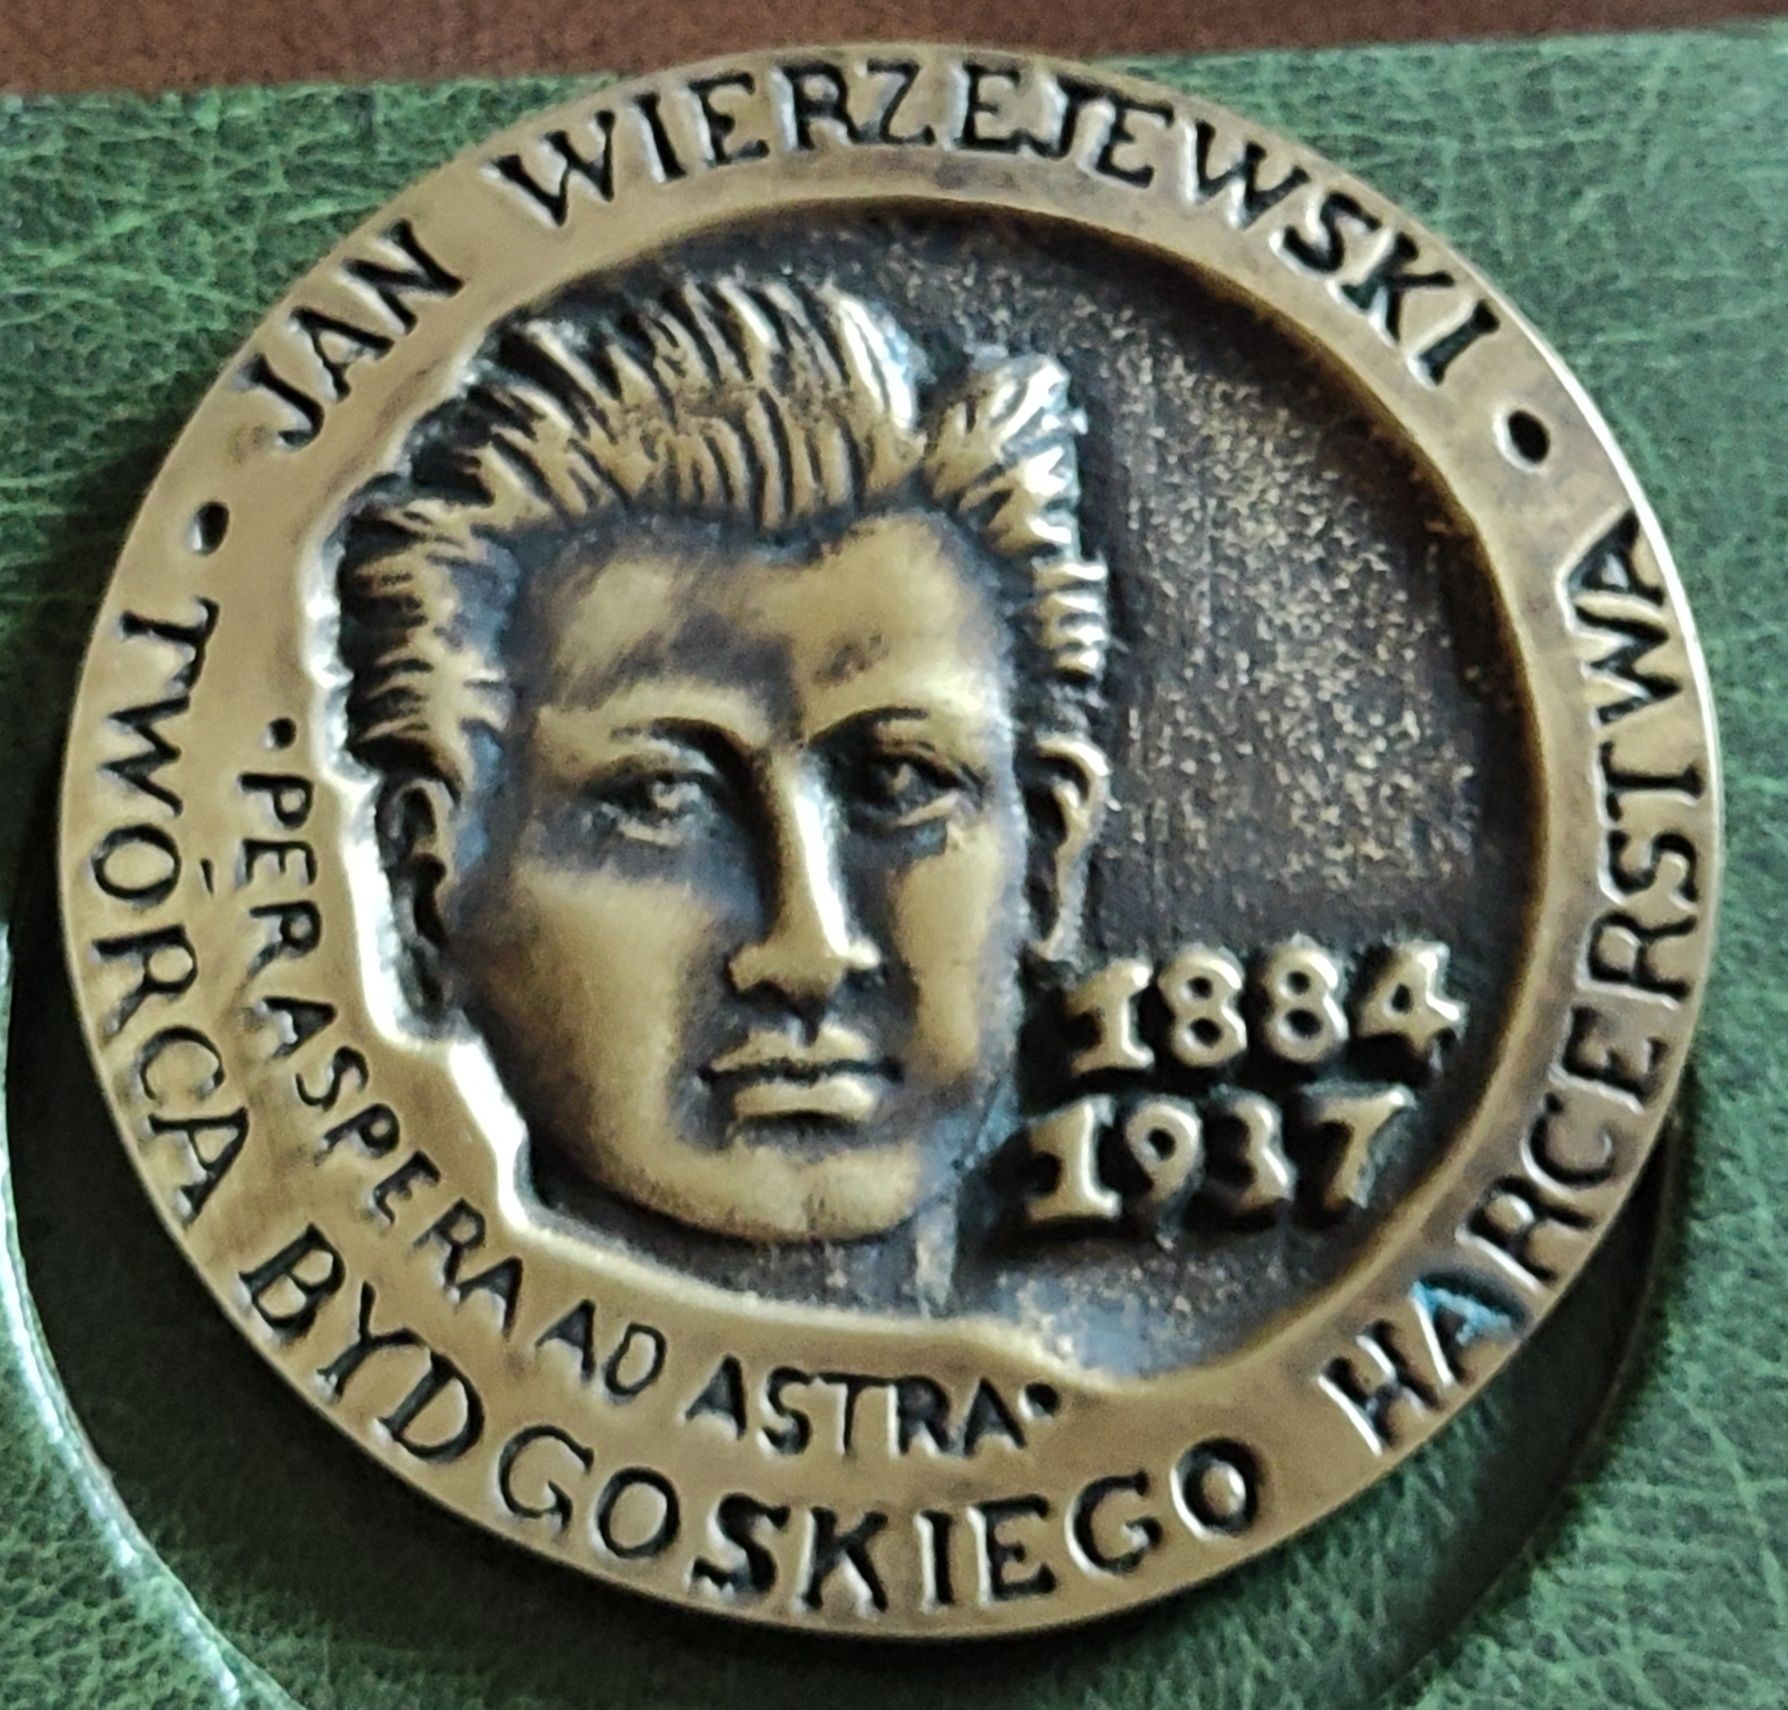 • JAN WIERZEJEWSKI •
TWÓRCA BYDGOSKIEGO HARCERSTWA
• PER ASPERA AD ASTRA •
1884
1937